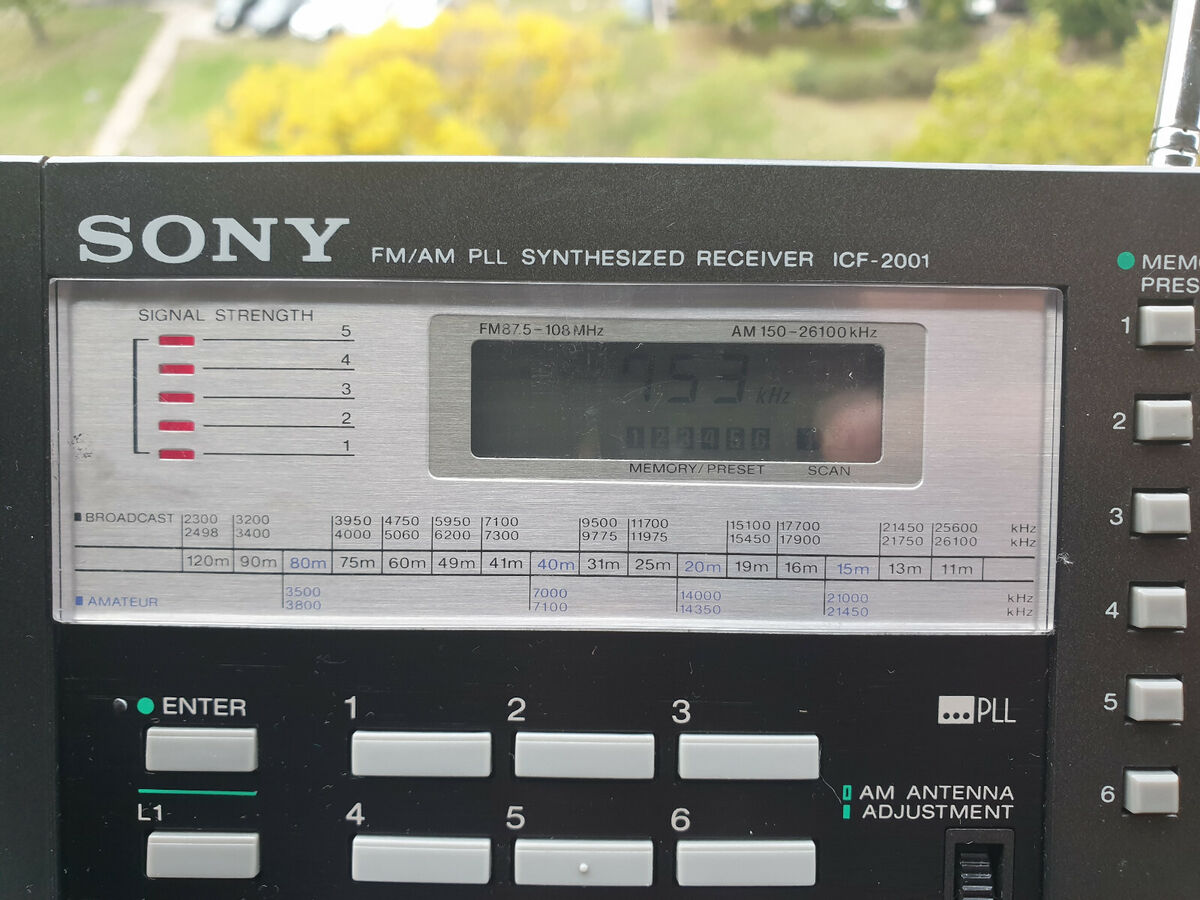 SONY FM/AM PLL SYNTHESIZED RECEIVER ICF-2001
SIGNAL STRENGTH
5
4
3
2
1
FM87.5-108MHz AM 150-26100kHz
753 kHz
1 2 3 4 5 6
MEMORY/PRESET SCAN
BROADCAST 2300 3200 3950 4750 5950 7100 9500 11700 15100 17700 21450 25600 kHz
2498 3400 4000 5060 6200 7300 9775 11975 15450 17900 21750 26100 kHz
120m 90m 80m 75m 60m 49m 41m 40m 31m 25m 20m 19m 16m 15m 13m 11m
AMATEUR 3500 7000 14000 21000 kHz
3800 7100 14350 21450 kHz
ENTER 1 2 3
PLL
L1 4 5 6
AM ANTENNA
ADJUSTMENT
1
2
3
4
5
6